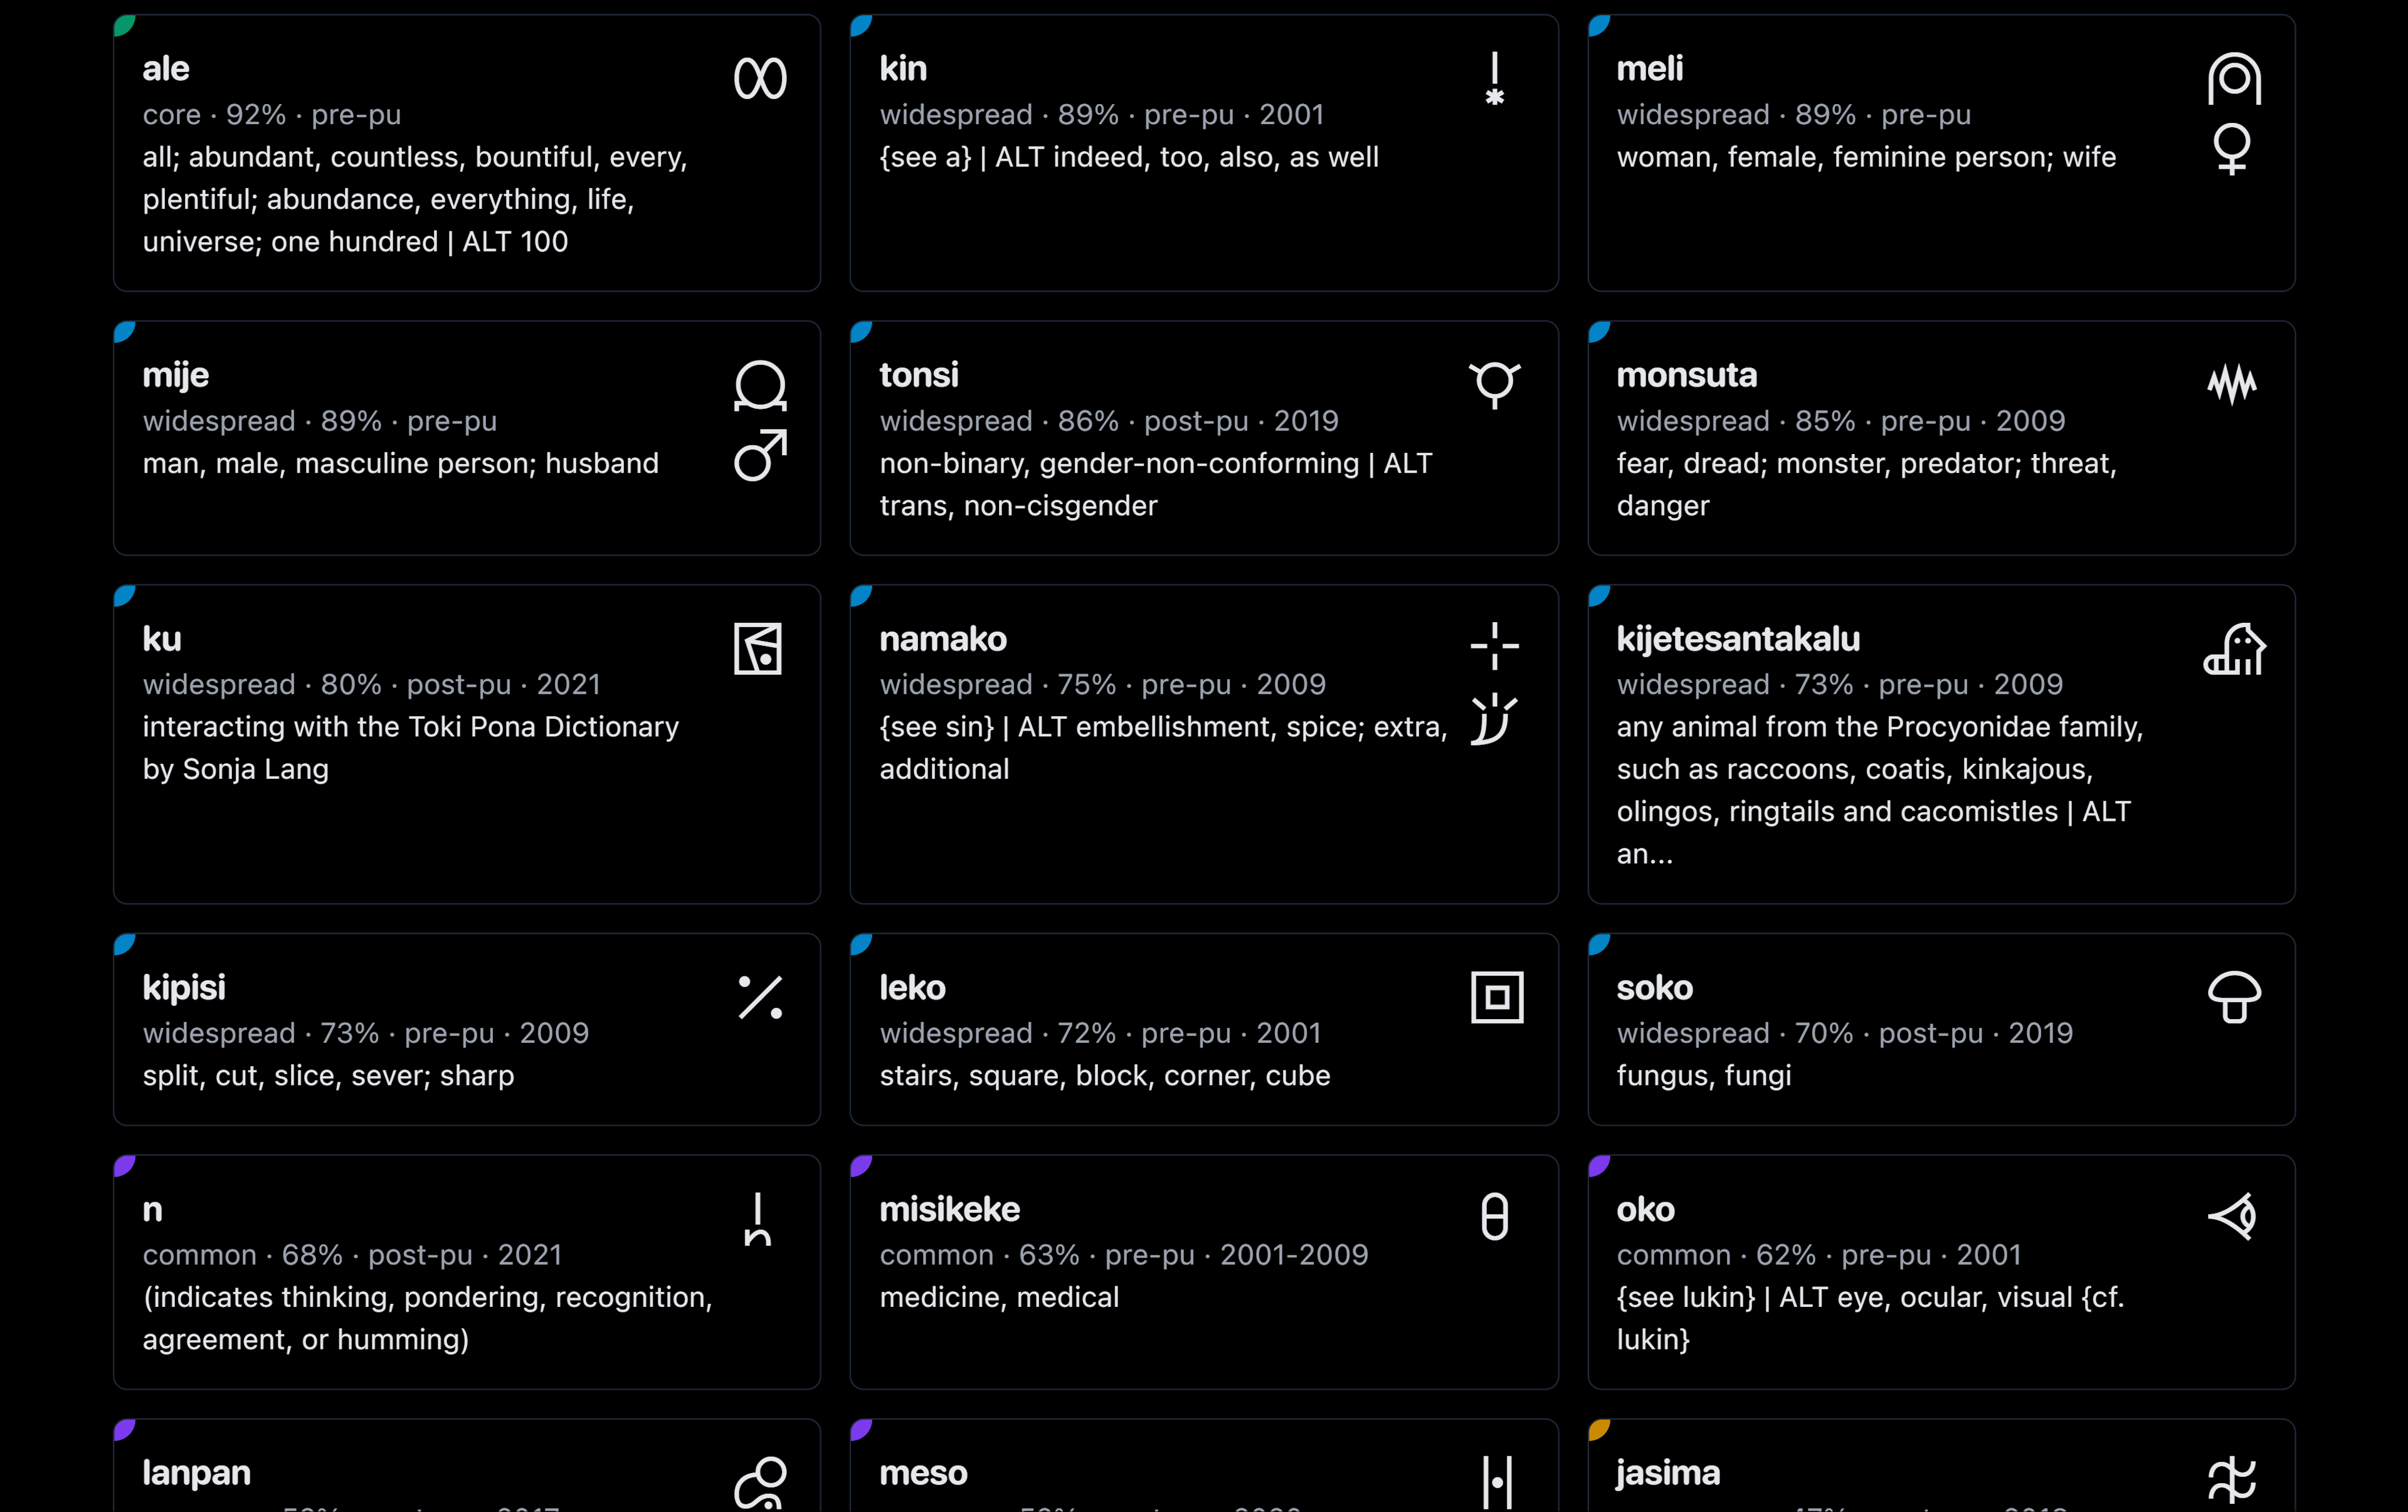 ale
core · 92% · pre-pu
all; abundant, countless, bountiful, every,
plentiful; abundance, everything, life,
universe; one hundred | ALT 100
kin
widespread · 89% · pre-pu · 2001
{see a} | ALT indeed, too, also, as well
meli
widespread · 89% · pre-pu
woman, female, feminine person; wife
mije
widespread · 89% · pre-pu
man, male, masculine person; husband
tonsi
widespread · 86% · post-pu · 2019
non-binary, gender-non-conforming | ALT
trans, non-cisgender
monsuta
widespread · 85% · pre-pu · 2009
fear, dread; monster, predator; threat,
danger
ku
widespread · 80% · post-pu · 2021
interacting with the Toki Pona Dictionary
by Sonja Lang
namako
widespread · 75% · pre-pu · 2009
{see sin} | ALT embellishment, spice; extra,
additional
kijetesantakalu
widespread · 73% · pre-pu · 2009
any animal from the Procyonidae family,
such as raccoons, coatis, kinkajous,
olingos, ringtails and cacomistles | ALT
an...
kipisi
widespread · 73% · pre-pu · 2009
split, cut, slice, sever; sharp
leko
widespread · 72% · pre-pu · 2001
stairs, square, block, corner, cube
soko
widespread · 70% · post-pu · 2019
fungus, fungi
n
common · 68% · post-pu · 2021
(indicates thinking, pondering, recognition,
agreement, or humming)
misikeke
common · 63% · pre-pu · 2001-2009
medicine, medical
oko
common · 62% · pre-pu · 2001
{see lukin} | ALT eye, ocular, visual {cf.
lukin}
lanpan
meso
jasima